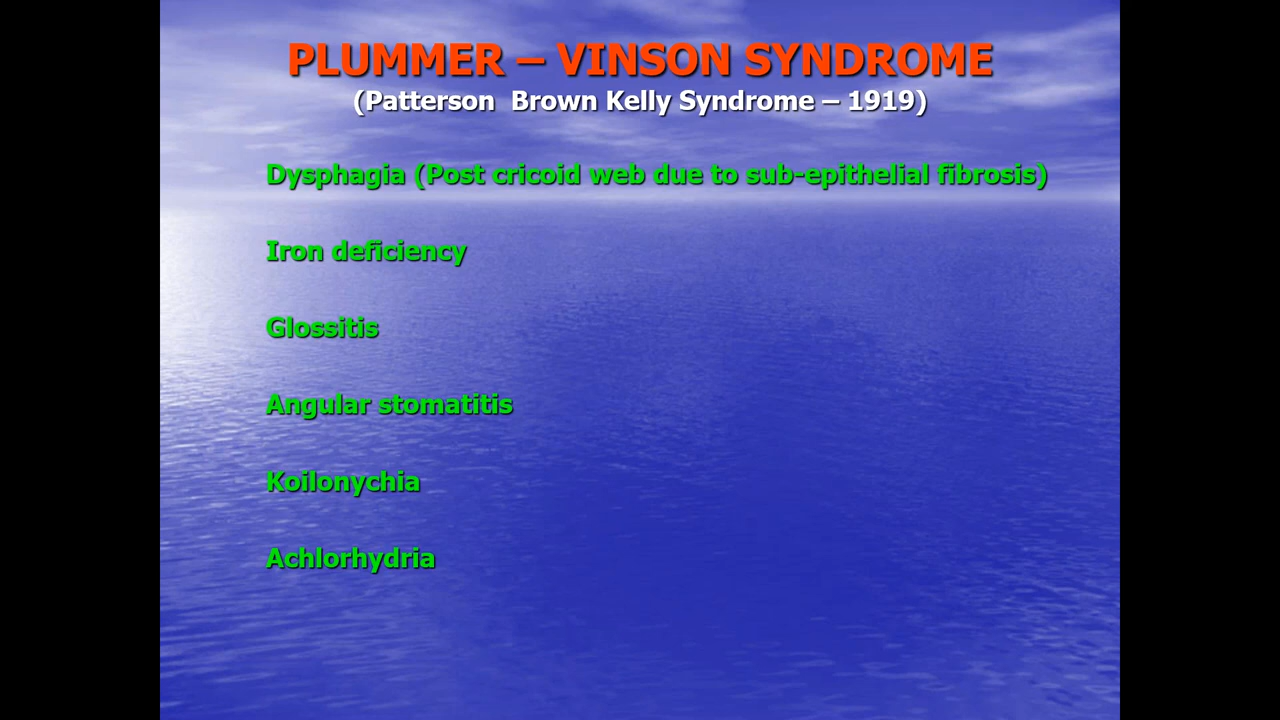 PLUMMER – VINSON SYNDROME
(Patterson Brown Kelly Syndrome – 1919)
Dysphagia (Post cricoid web due to sub-epithelial fibrosis)
Iron deficiency
Glossitis
Angular stomatitis
Koilonychia
Achlorhydria